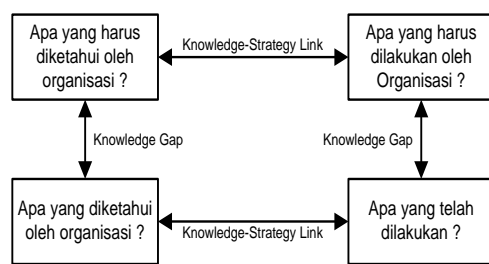 Apa yang harus
diketahui oleh
organisasi ?
Knowledge-Strategy Link
Apa yang harus
dilakukan oleh
Organisasi ?
Knowledge Gap
Knowledge Gap
Apa yang diketahui
oleh organisasi ?
Knowledge-Strategy Link
Apa yang telah
dilakukan ?